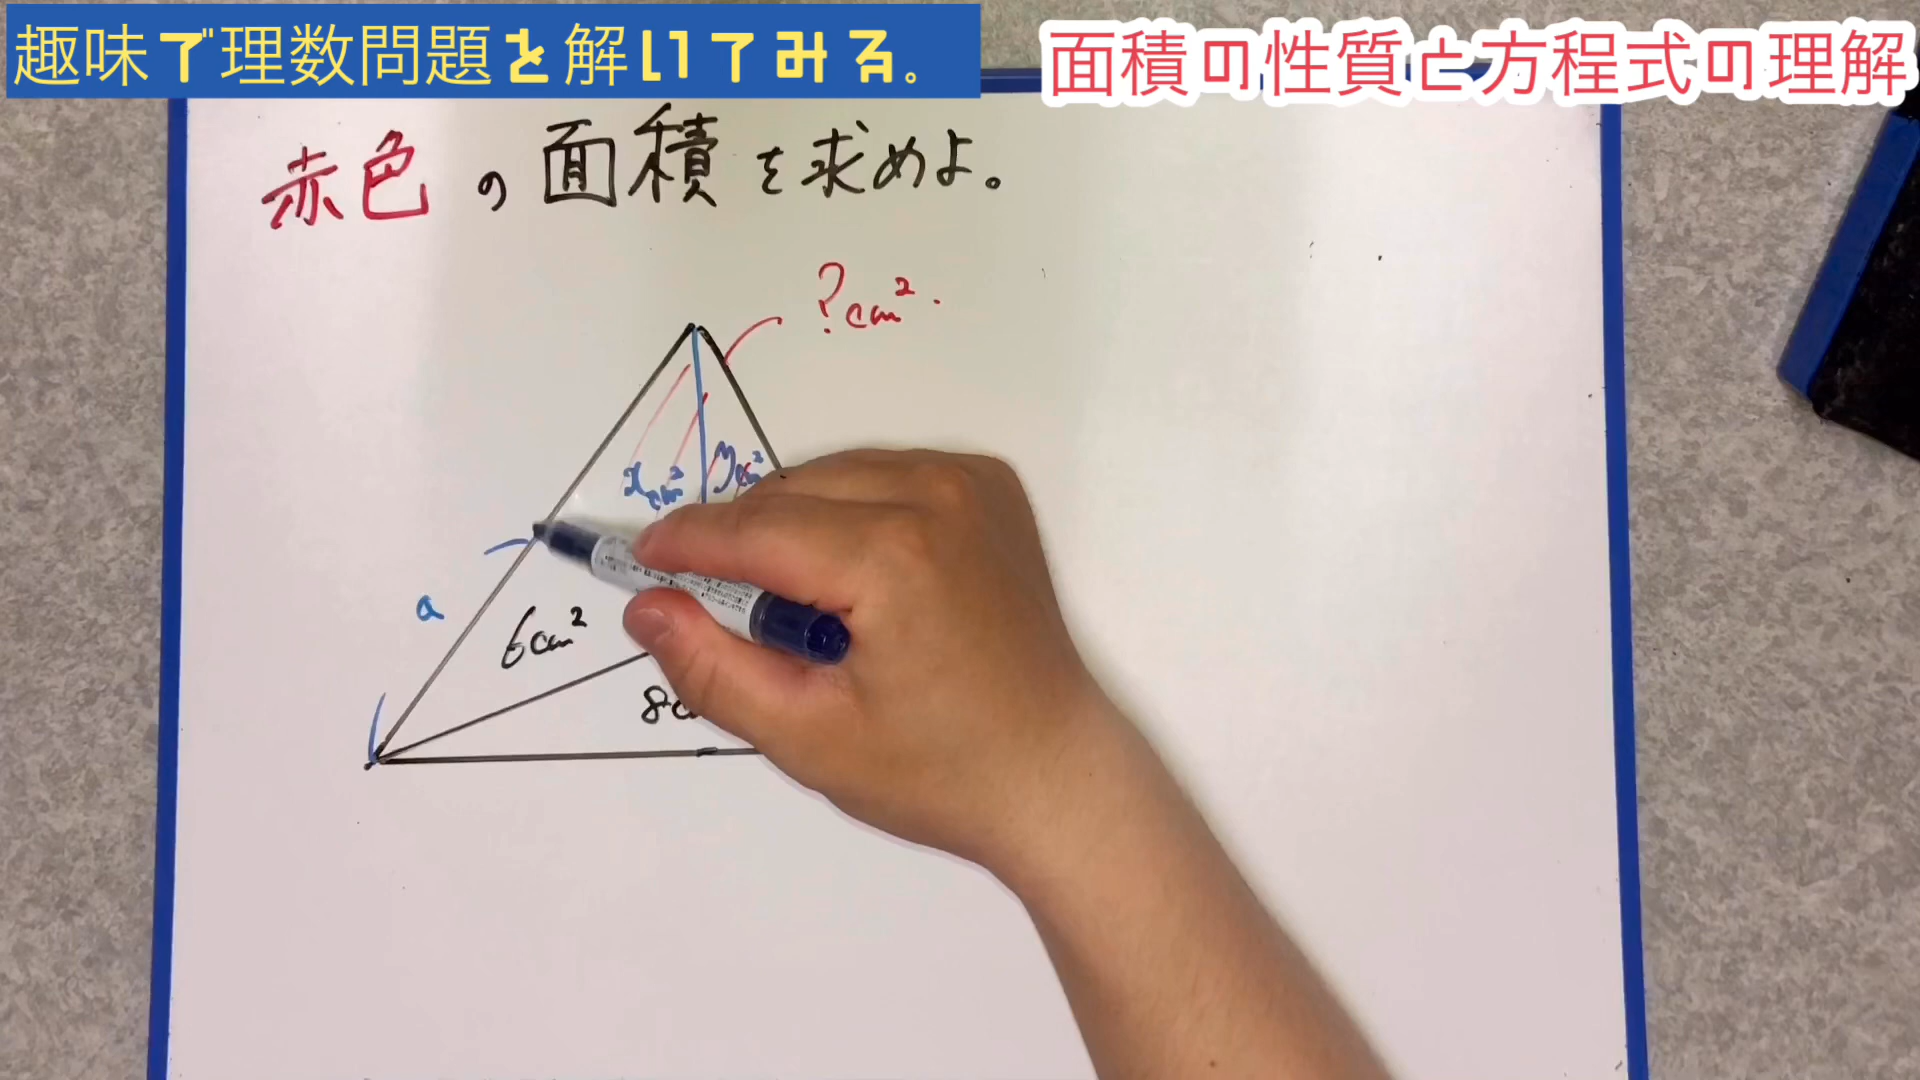 趣味で理数問題を解いてみる。
面積の性質と方程式の理解
赤色の面積を求めよ。
?cm²
xcm² ycm²
a
6cm²
8c